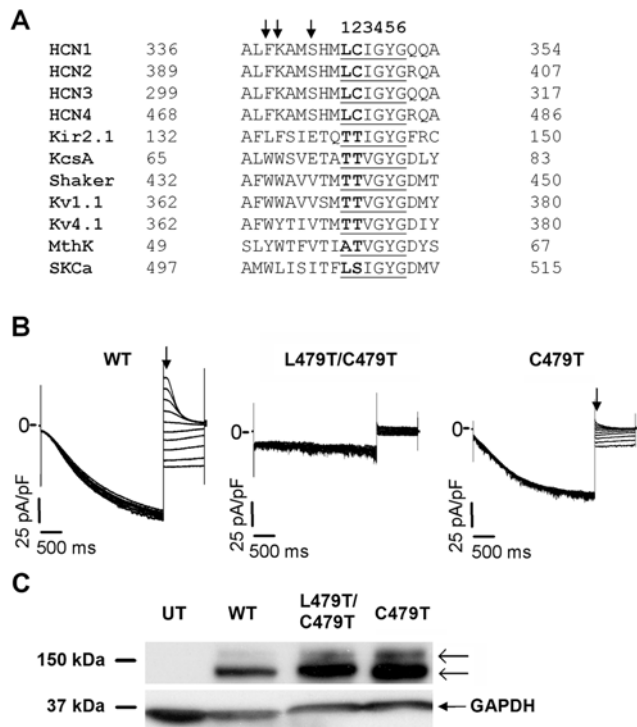 A
123456
HCN1 336 ALFKAMSHMLCIGYGQQA 354
HCN2 389 ALFKAMSHMLCIGYGRQA 407
HCN3 299 ALFKAMSHMLCIGYGQQA 317
HCN4 468 ALFKAMSHMLCIGYGRQA 486
Kir2.1 132 AFLFSIETQTTIGYGFRC 150
KcsA 65 ALWWSVETATTVGYGDLY 83
Shaker 432 AFWWAVVTMTTVGYGDMT 450
Kv1.1 362 AFWWAVVSMTTVGYGDMY 380
Kv4.1 362 AFWYTIVTMTTVGYGDIY 380
MthK 49 SLYWTFVTIATVGYGDYS 67
SKCa 497 AMWLISITFLSIGYGDMV 515
B
WT L479T/C479T C479T
0- 0- 0-
25 pA/pF 25 pA/pF 25 pA/pF
500 ms 500 ms 500 ms
C
UT WT L479T/ C479T C479T
150 kDa
37 kDa GAPDH